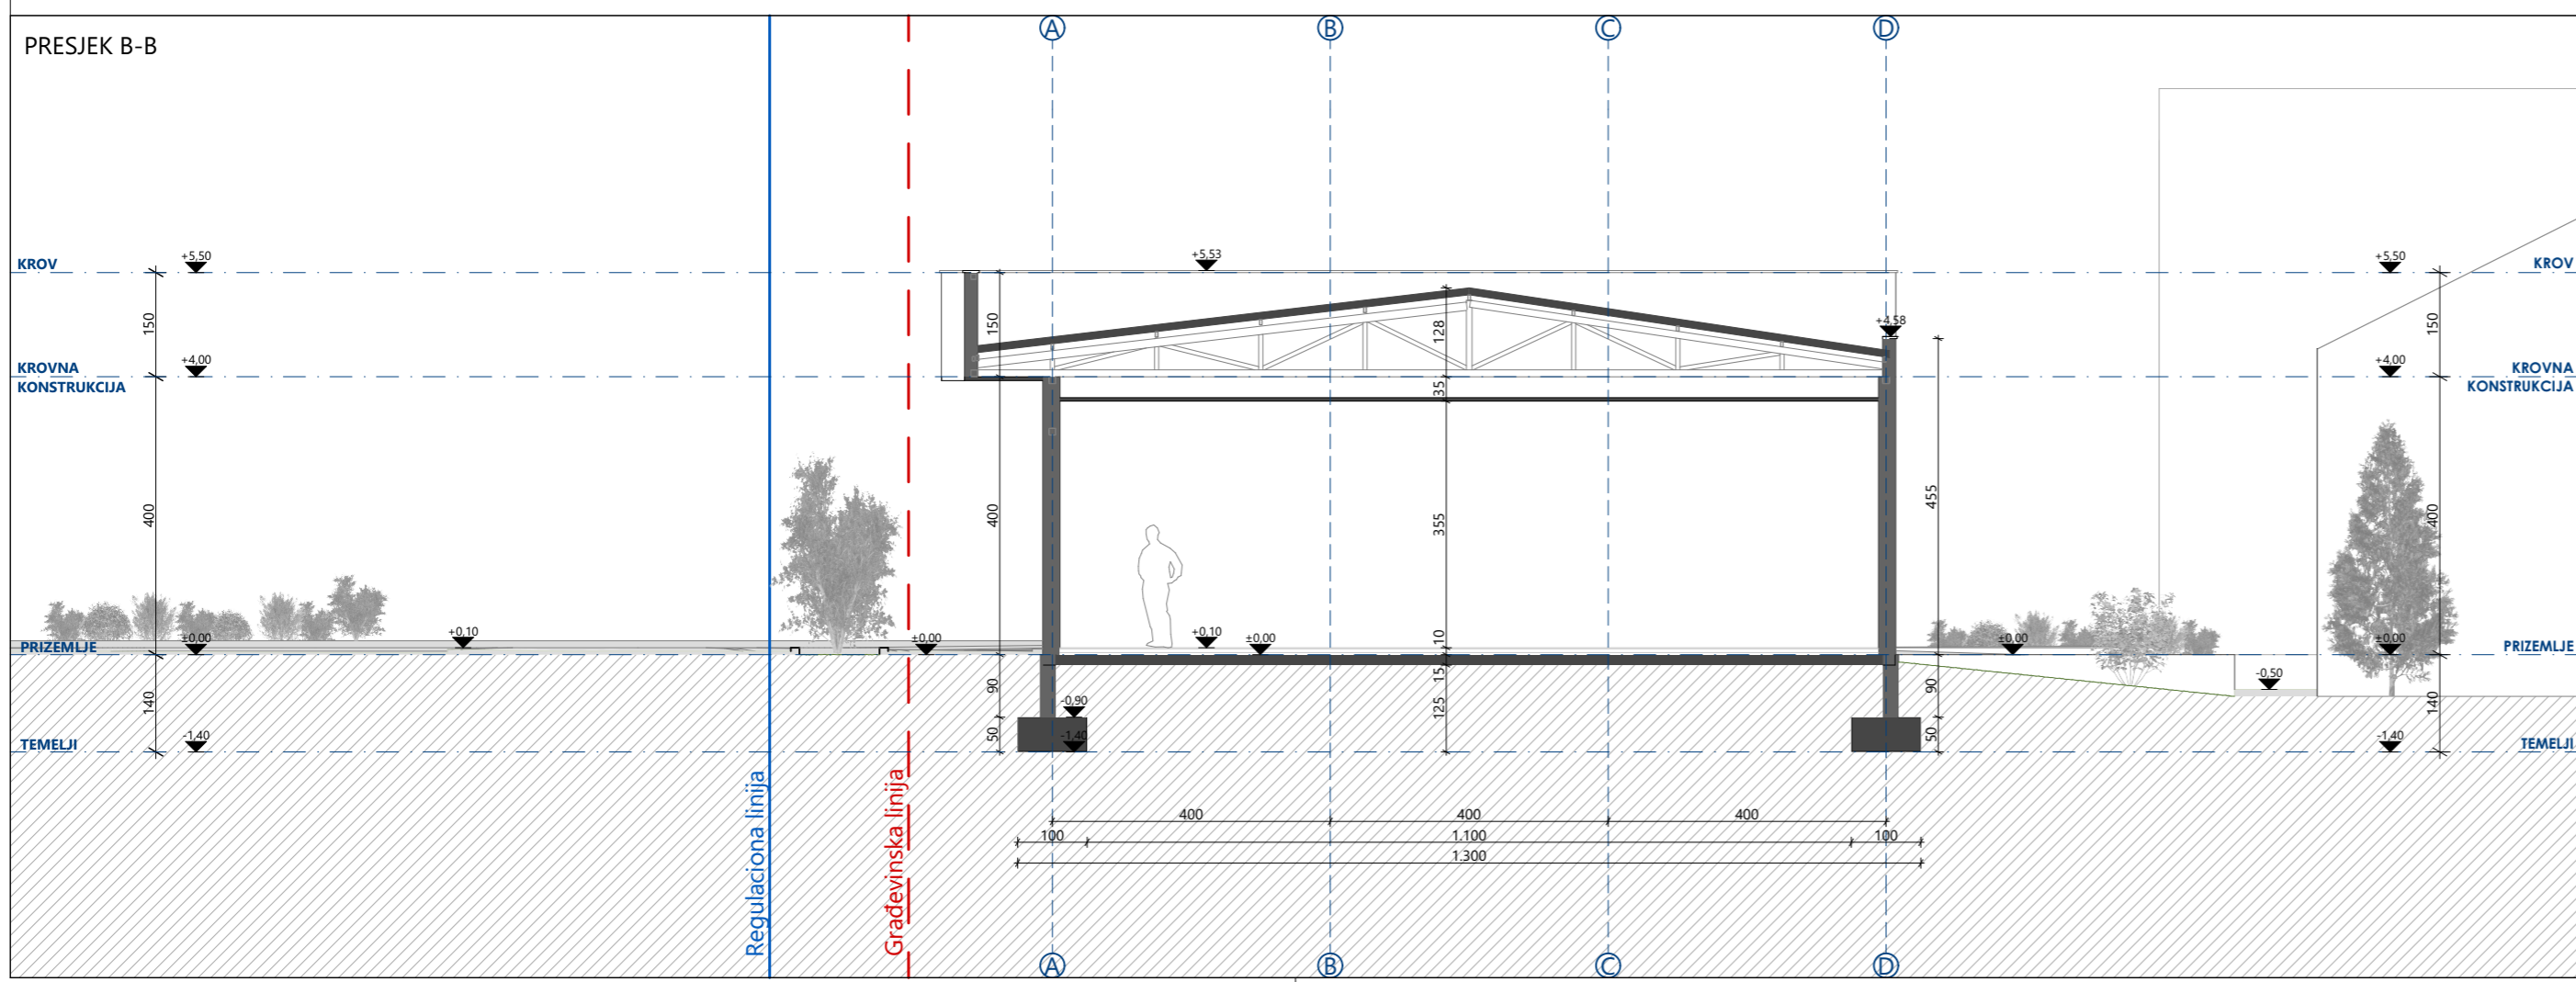 PRESJEK B-B
A B C D
+5,50 +5,53 +5,50
KROV KROV
150 150 128 +4,58 150
+4,00 +4,00
KROVNA KROVNA
KONSTRUKCIJA KONSTRUKCIJA
35
400 400 355 455 400
±0,00 +0,10 ±0,00 +0,10 ±0,00 10 ±0,00 ±0,00
PRIZEMLJE PRIZEMLJE
15
-0,50
140 90 -0,90 125 90 140
-1,40 50 -1,40 50 -1,40
TEMELJI TEMELJI
Regulaciona linija
Građevinska linija
400 400 400
100 1.100 100
1.300
A B C D